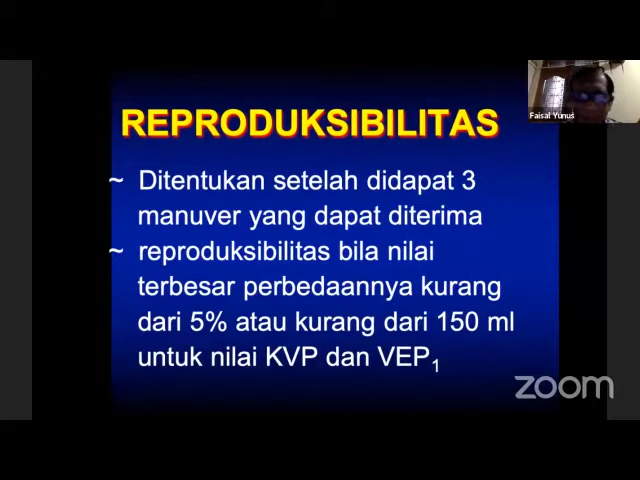 Faisal Yunus
REPRODUKSIBILITAS
~ Ditentukan setelah didapat 3
manuver yang dapat diterima
~ reproduksibilitas bila nilai
terbesar perbedaannya kurang
dari 5% atau kurang dari 150 ml
untuk nilai KVP dan VEP₁
zoom